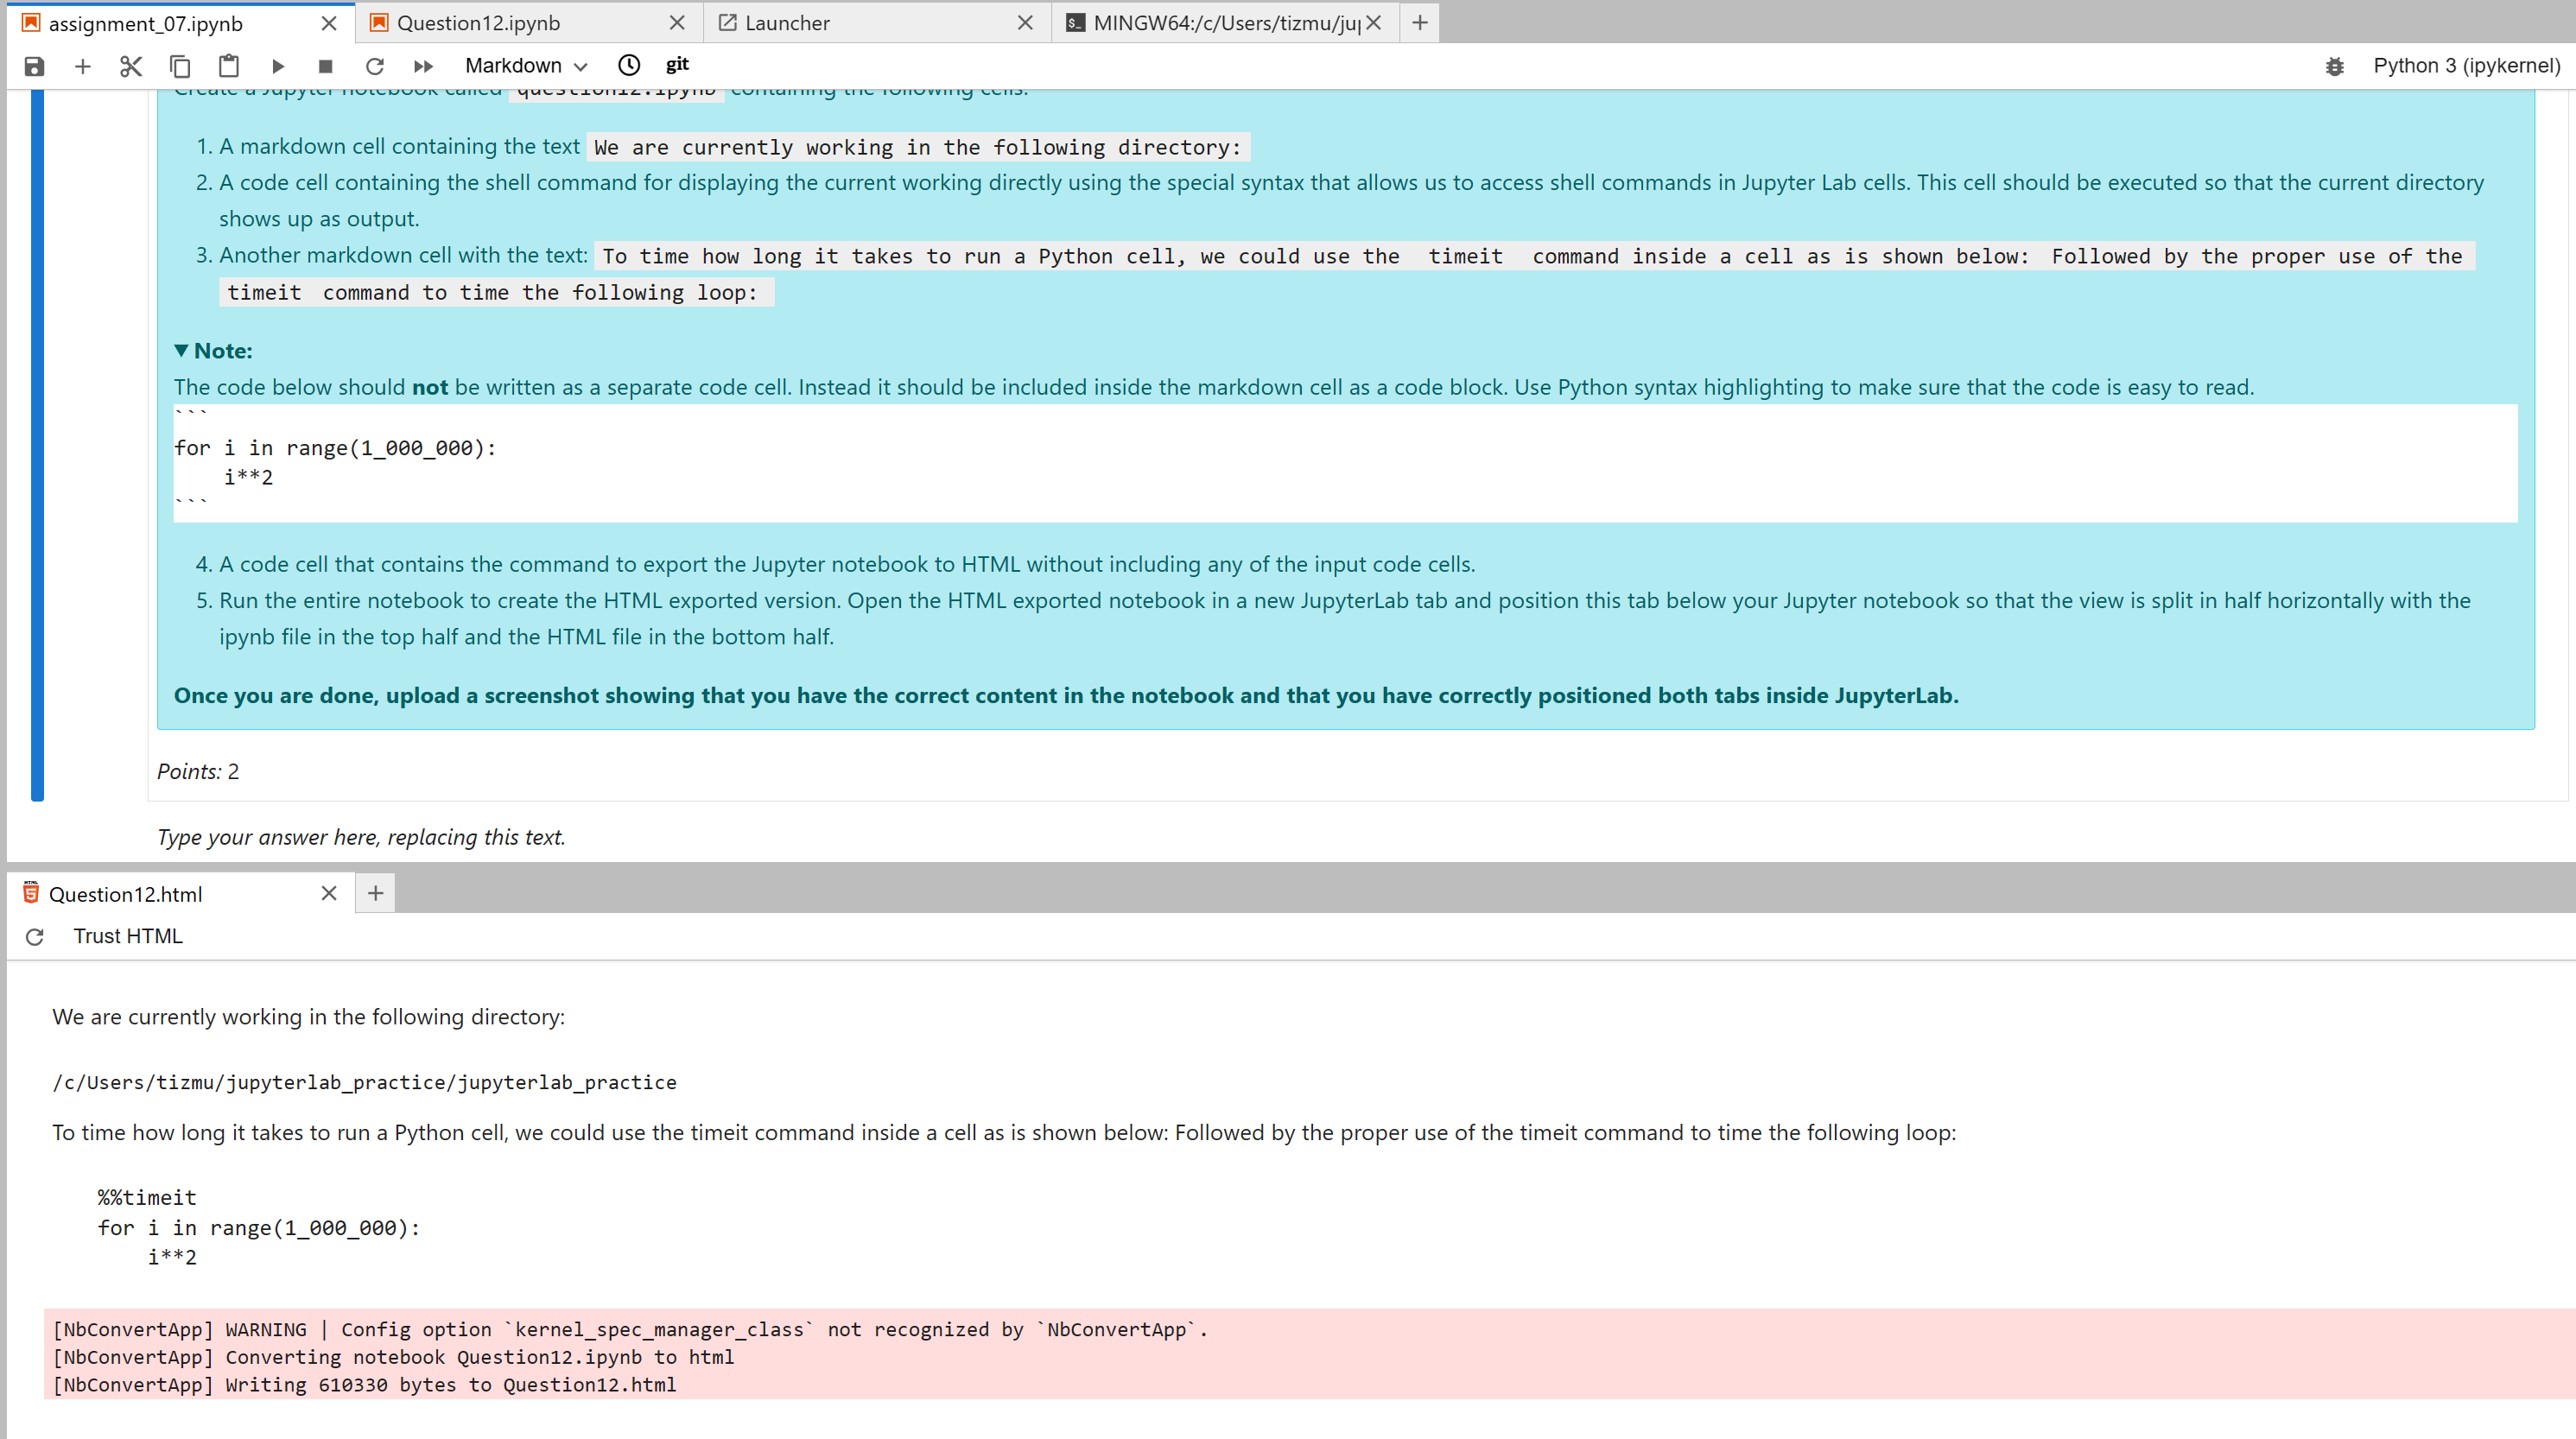 assignment_07.ipynb
Question12.ipynb
Launcher
MINGW64:/c/Users/tizmu/jup
Markdown
git
Python 3 (ipykernel)
Create a Jupyter notebook called question12.ipynb containing the following cells:
1. A markdown cell containing the text We are currently working in the following directory:
2. A code cell containing the shell command for displaying the current working directly using the special syntax that allows us to access shell commands in Jupyter Lab cells. This cell should be executed so that the current directory
shows up as output.
3. Another markdown cell with the text: To time how long it takes to run a Python cell, we could use the timeit command inside a cell as is shown below: Followed by the proper use of the
timeit command to time the following loop:
▼ Note:
The code below should not be written as a separate code cell. Instead it should be included inside the markdown cell as a code block. Use Python syntax highlighting to make sure that the code is easy to read.
```
for i in range(1_000_000):
    i**2
```
4. A code cell that contains the command to export the Jupyter notebook to HTML without including any of the input code cells.
5. Run the entire notebook to create the HTML exported version. Open the HTML exported notebook in a new JupyterLab tab and position this tab below your Jupyter notebook so that the view is split in half horizontally with the
ipynb file in the top half and the HTML file in the bottom half.
Once you are done, upload a screenshot showing that you have the correct content in the notebook and that you have correctly positioned both tabs inside JupyterLab.
Points: 2
Type your answer here, replacing this text.
Question12.html
Trust HTML
We are currently working in the following directory:
/c/Users/tizmu/jupyterlab_practice/jupyterlab_practice
To time how long it takes to run a Python cell, we could use the timeit command inside a cell as is shown below: Followed by the proper use of the timeit command to time the following loop:
%%timeit
for i in range(1_000_000):
    i**2
[NbConvertApp] WARNING | Config option `kernel_spec_manager_class` not recognized by `NbConvertApp`.
[NbConvertApp] Converting notebook Question12.ipynb to html
[NbConvertApp] Writing 610330 bytes to Question12.html